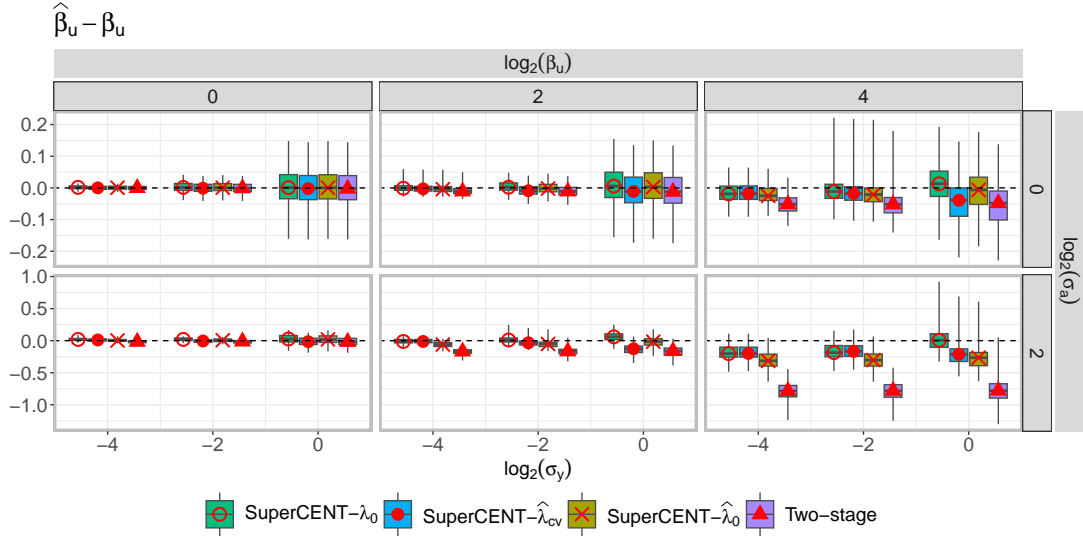 β̂ᵤ − βᵤ
log₂(βᵤ)
0 2 4
0.2
0.1
0.0
−0.1
−0.2
0
1.0
0.5
0.0
−0.5
−1.0
2
log₂(σₐ)
−4 −2 0 −4 −2 0 −4 −2 0
log₂(σᵧ)
SuperCENT−λ₀ SuperCENT−λ̂cv SuperCENT−λ̂₀ Two−stage